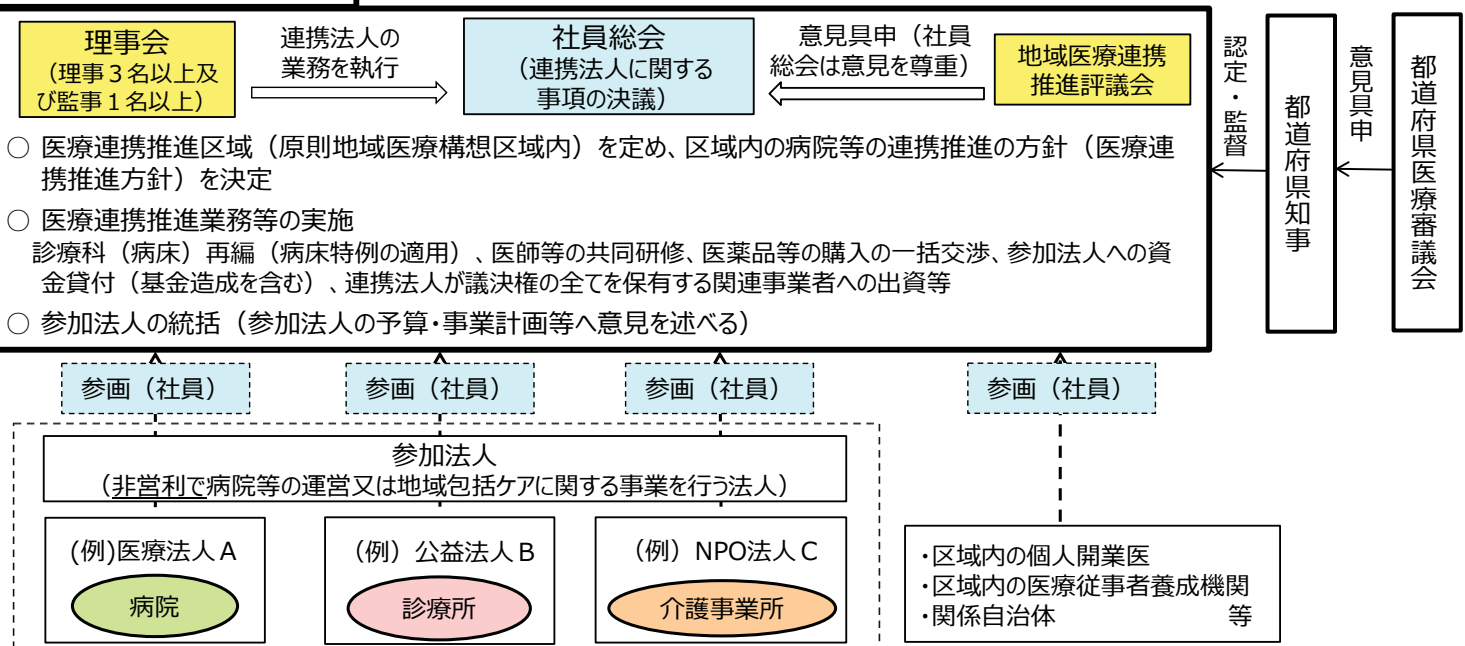 理事会
（理事３名以上及
び監事１名以上）
連携法人の
業務を執行
社員総会
（連携法人に関する
事項の決議）
意見具申（社員
総会は意見を尊重）
地域医療連携
推進評議会
認定・監督
都道府県知事
意見具申
都道府県医療審議会
○ 医療連携推進区域（原則地域医療構想区域内）を定め、区域内の病院等の連携推進の方針（医療連
携推進方針）を決定
○ 医療連携推進業務等の実施
診療科（病床）再編（病床特例の適用）、医師等の共同研修、医薬品等の購入の一括交渉、参加法人への資
金貸付（基金造成を含む）、連携法人が議決権の全てを保有する関連事業者への出資等
○ 参加法人の統括（参加法人の予算・事業計画等へ意見を述べる）
参画（社員）
参画（社員）
参画（社員）
参画（社員）
参加法人
（非営利で病院等の運営又は地域包括ケアに関する事業を行う法人）
(例)医療法人Ａ
病院
（例）公益法人Ｂ
診療所
（例）NPO法人Ｃ
介護事業所
・区域内の個人開業医
・区域内の医療従事者養成機関
・関係自治体 等